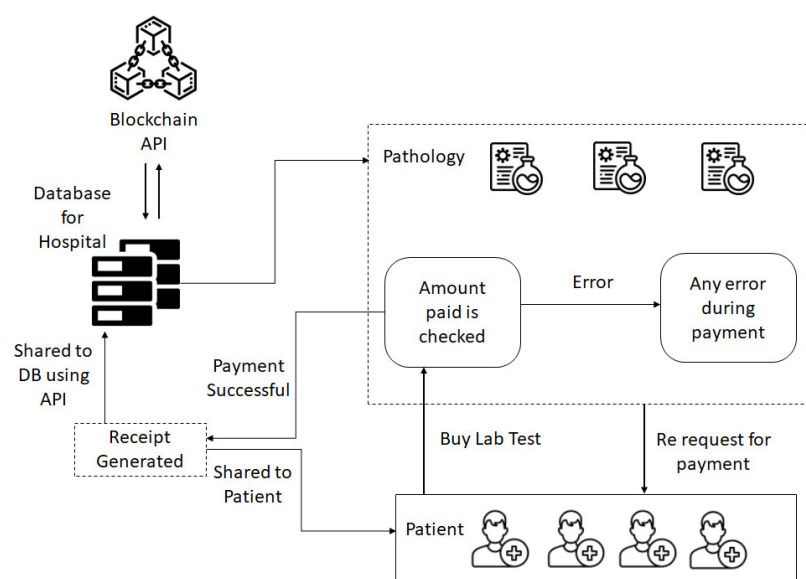 Blockchain
API
Database
for
Hospital
Pathology
Amount
paid is
checked
Error
Any error
during
payment
Shared to
DB using
API
Payment
Successful
Receipt
Generated
Buy Lab Test
Re request for
payment
Shared to
Patient
Patient